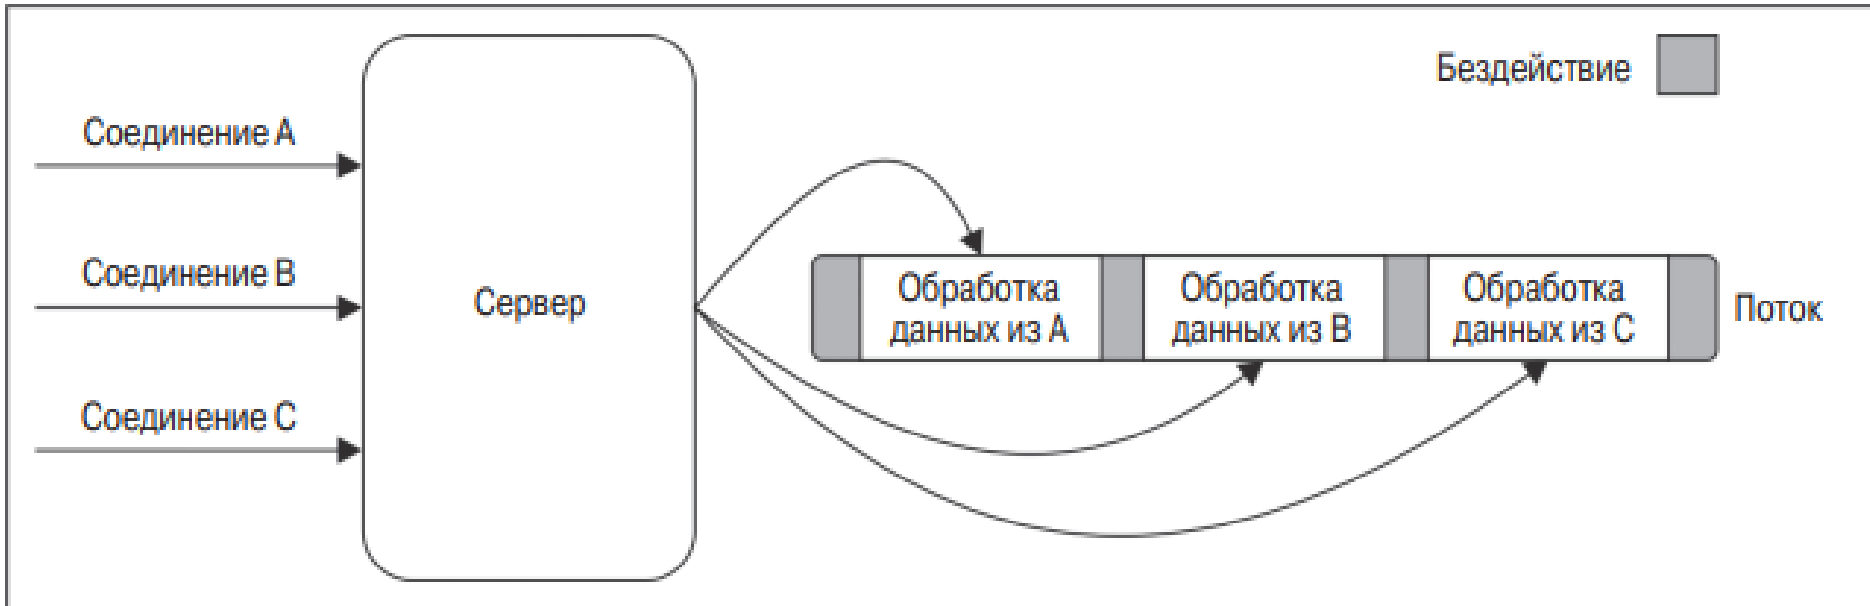 Бездействие
Соединение A
Соединение B
Соединение C
Сервер
Обработка
данных из A
Обработка
данных из B
Обработка
данных из C
Поток